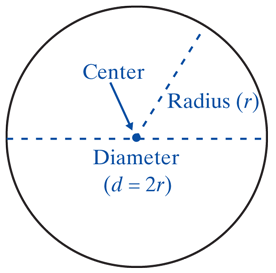 Center
Radius (r)
Diameter
(d = 2r)